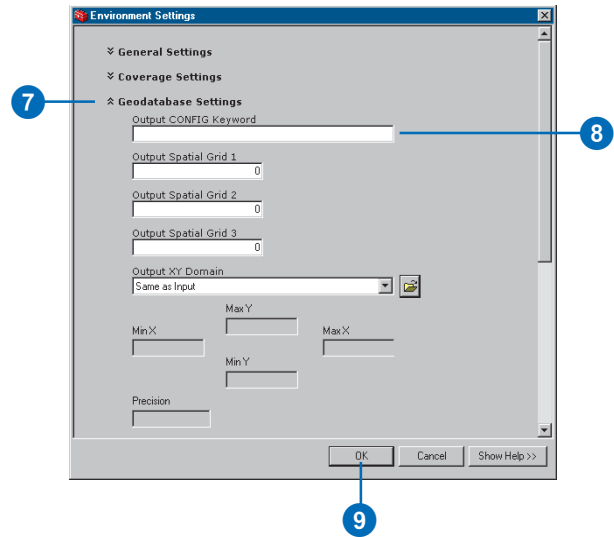 Environment Settings
General Settings
Coverage Settings
7
Geodatabase Settings
Output CONFIG Keyword
8
Output Spatial Grid 1
0
Output Spatial Grid 2
0
Output Spatial Grid 3
0
Output XY Domain
Same as Input
Max Y
Min X
Max X
Min Y
Precision
OK
Cancel
Show Help >>
9